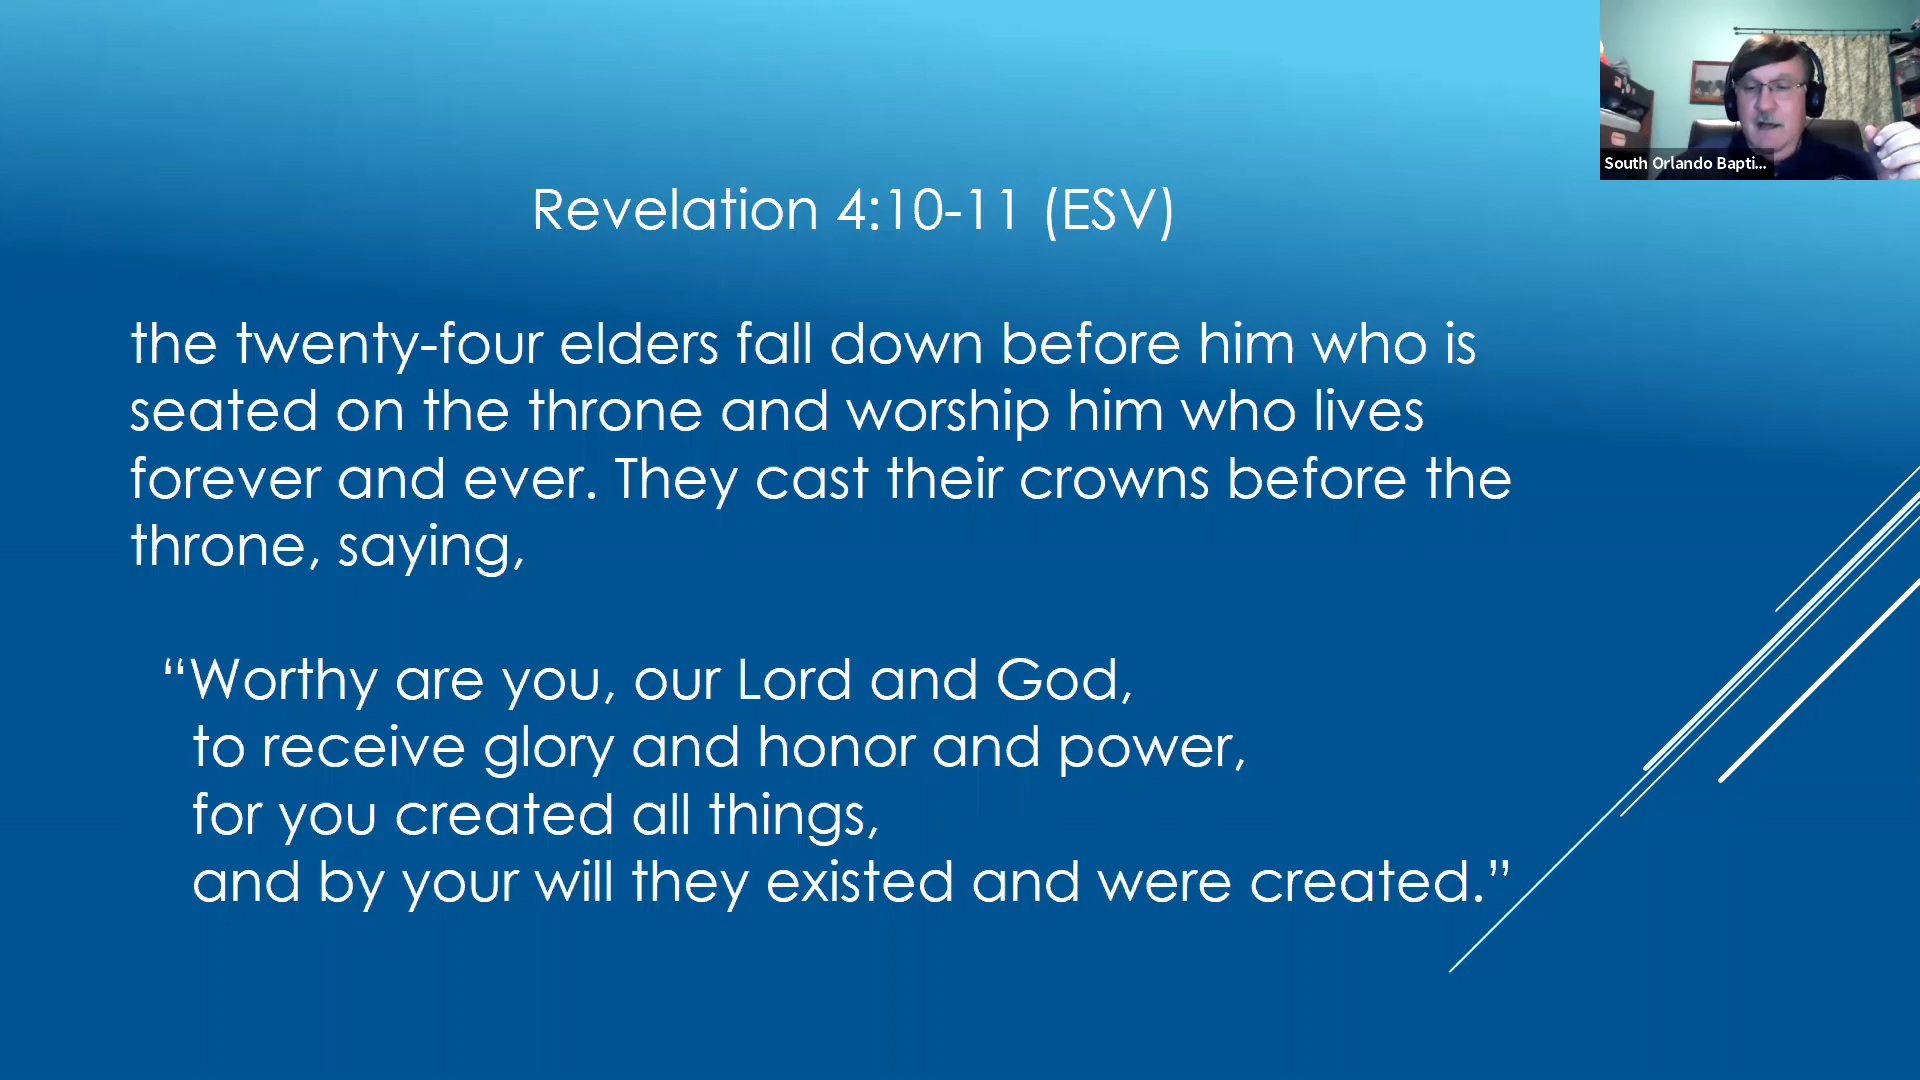 South Orlando Bapti...
Revelation 4:10-11 (ESV)
the twenty-four elders fall down before him who is
seated on the throne and worship him who lives
forever and ever. They cast their crowns before the
throne, saying,
“Worthy are you, our Lord and God,
to receive glory and honor and power,
for you created all things,
and by your will they existed and were created.”